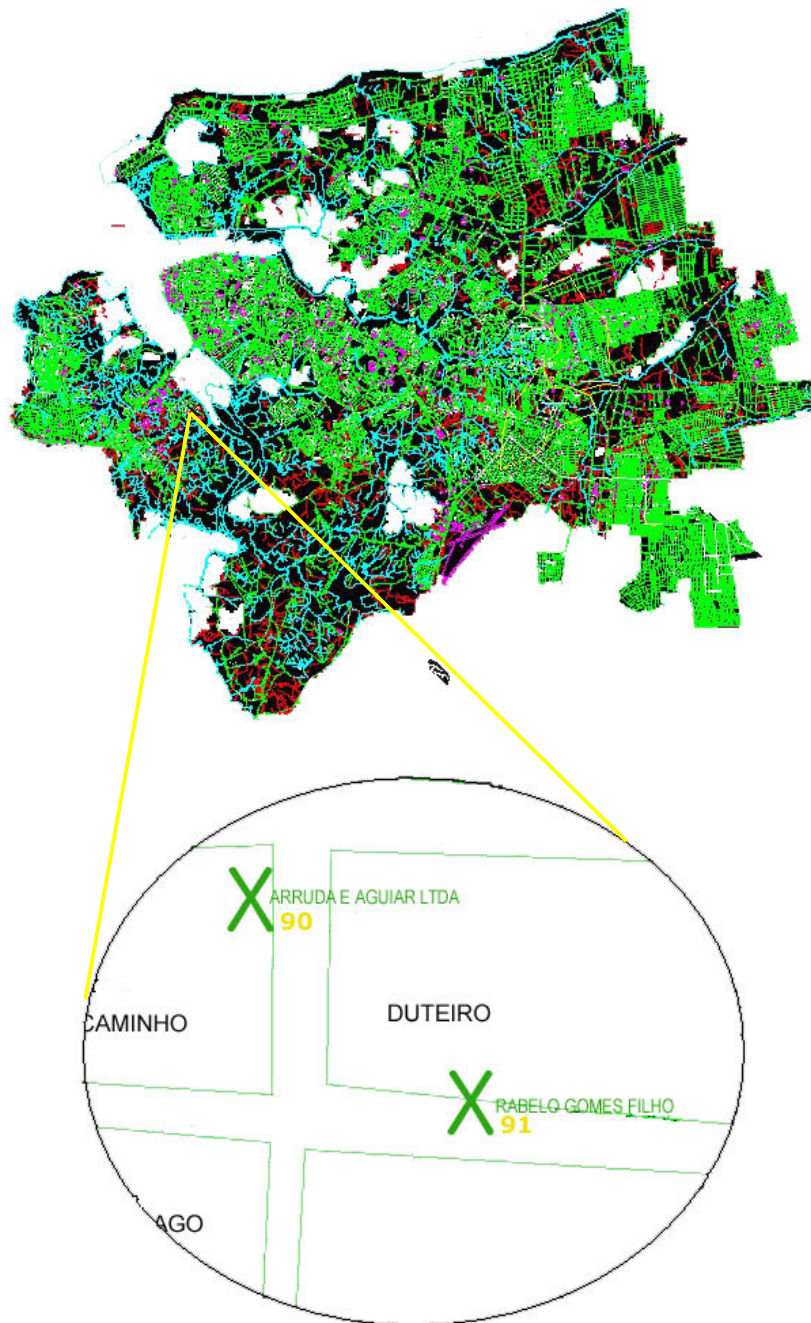 ARRUDA E AGUIAR LTDA
90
CAMINHO
DUTEIRO
RABELO GOMES FILHO
91
AGO